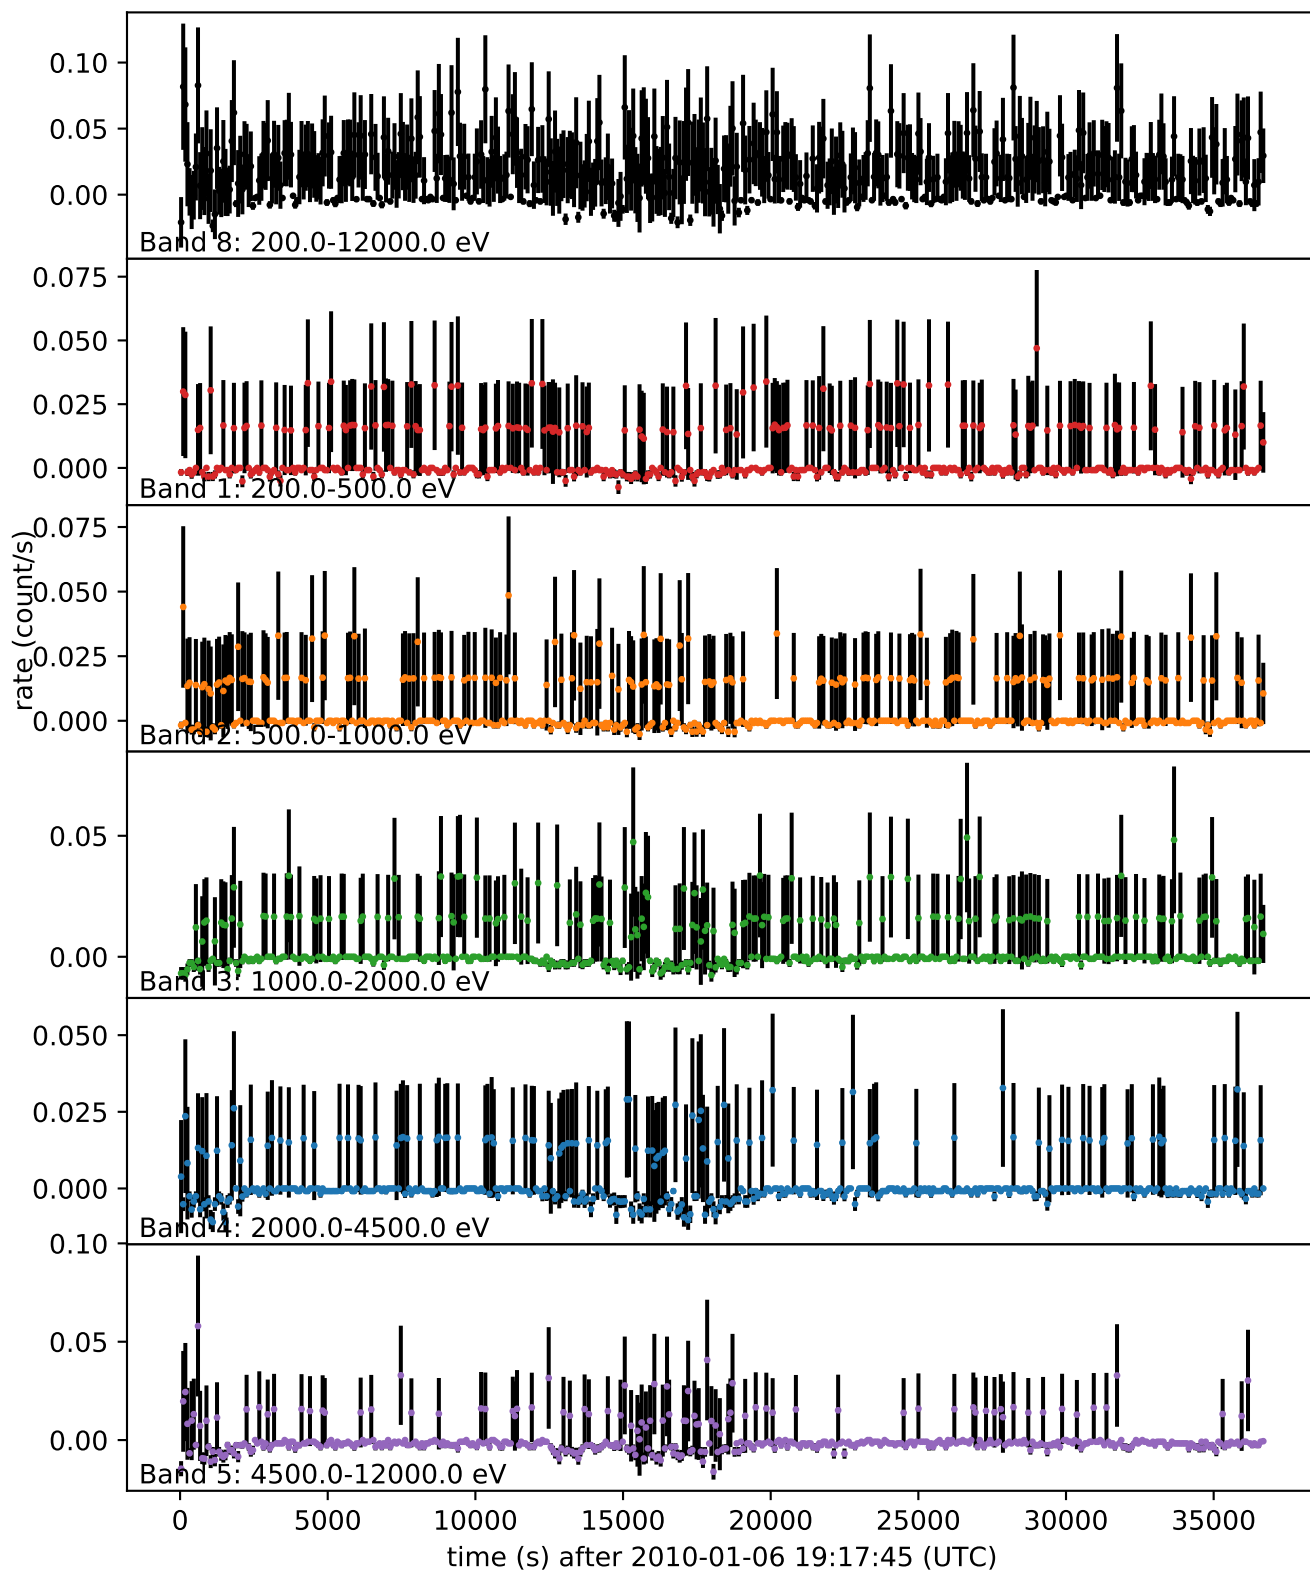 0.10
0.05
0.00
Band 8: 200.0-12000.0 eV
0.075
0.050
0.025
0.000
Band 1: 200.0-500.0 eV
rate (count/s)
0.075
0.050
0.025
0.000
Band 2: 500.0-1000.0 eV
0.05
0.00
Band 3: 1000.0-2000.0 eV
0.050
0.025
0.000
Band 4: 2000.0-4500.0 eV
0.10
0.05
0.00
Band 5: 4500.0-12000.0 eV
0 5000 10000 15000 20000 25000 30000 35000
time (s) after 2010-01-06 19:17:45 (UTC)